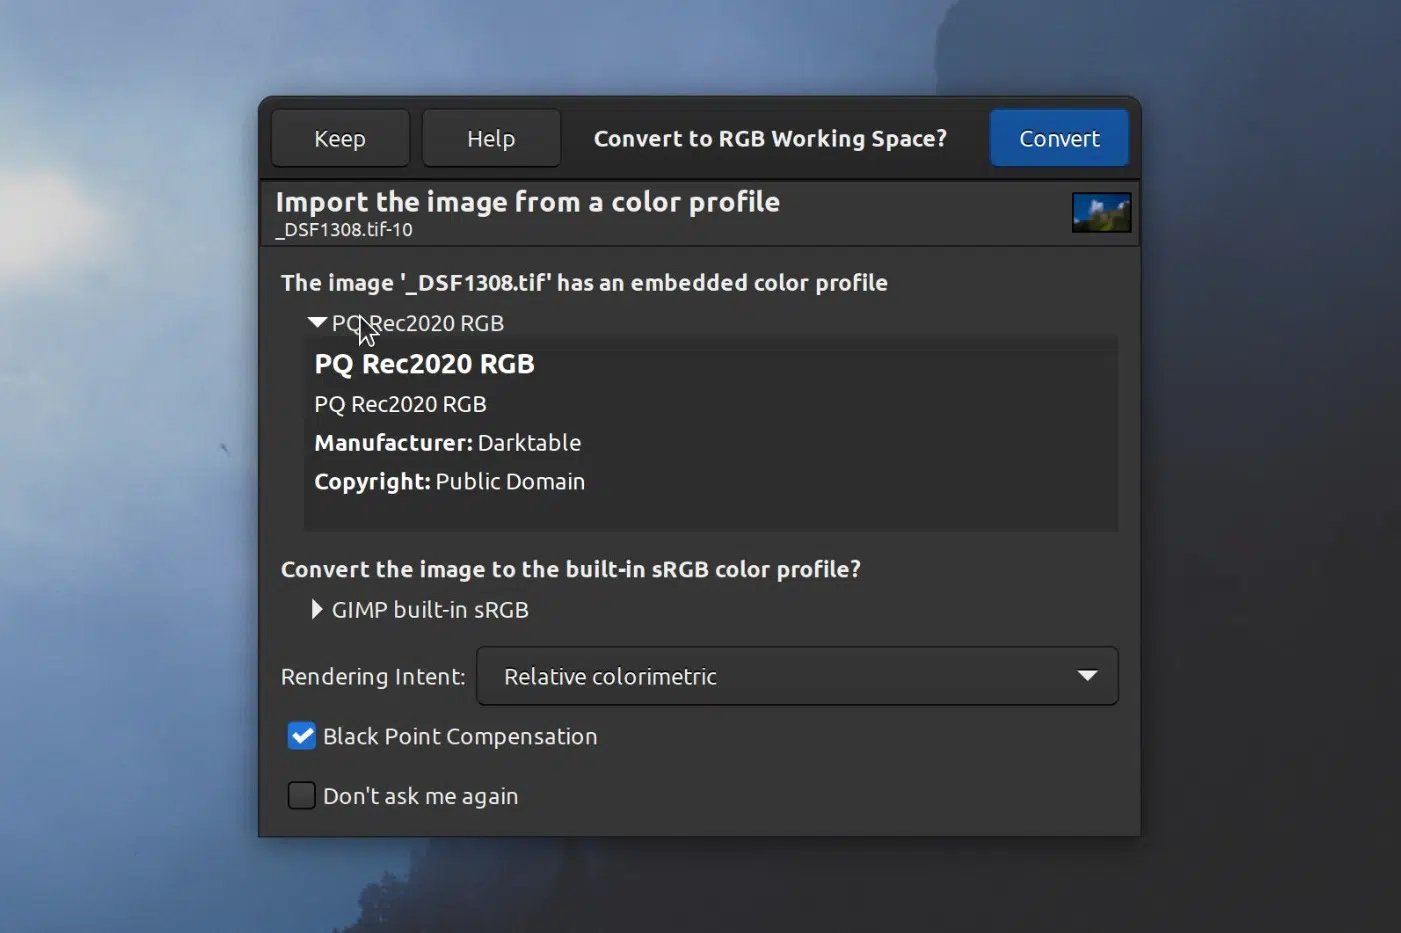 Keep
Help
Convert to RGB Working Space?
Convert
Import the image from a color profile
_DSF1308.tif-10
The image '_DSF1308.tif' has an embedded color profile
PQ Rec2020 RGB
PQ Rec2020 RGB
PQ Rec2020 RGB
Manufacturer: Darktable
Copyright: Public Domain
Convert the image to the built-in sRGB color profile?
GIMP built-in sRGB
Rendering Intent: Relative colorimetric
Black Point Compensation
Don't ask me again